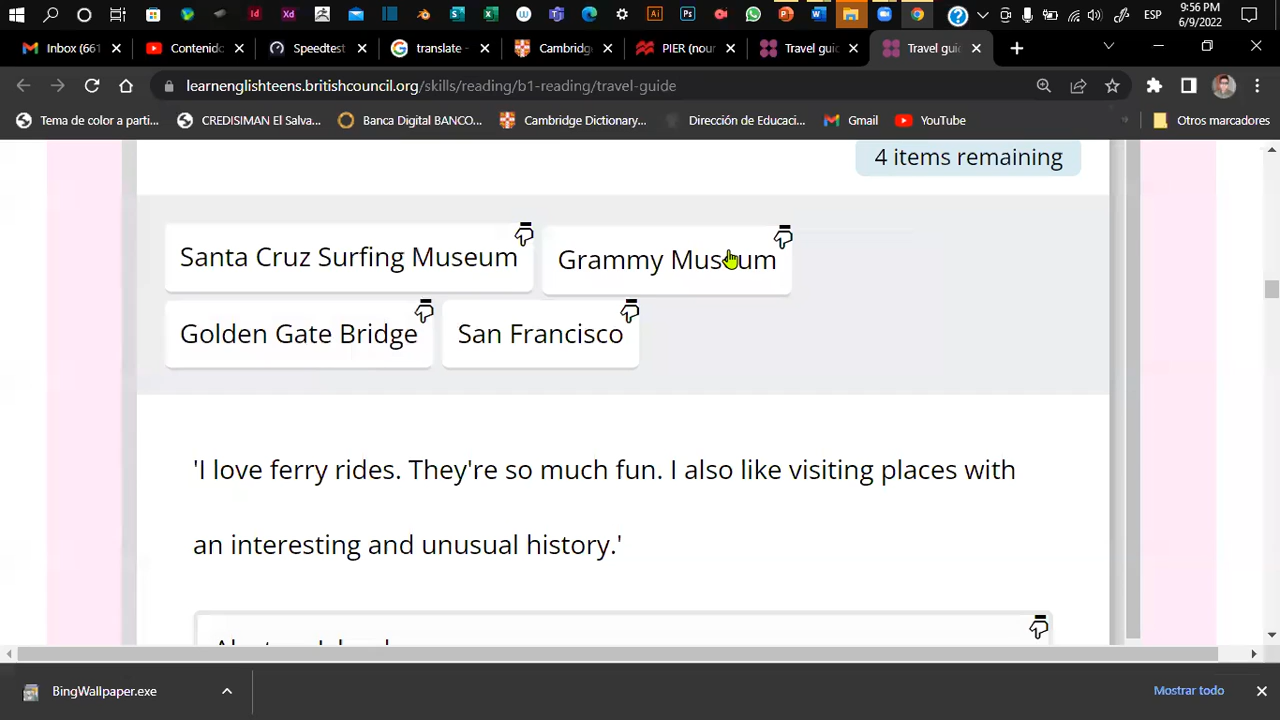 9:56 PM
ESP
6/9/2022
Inbox (661
Contenido
Speedtest
translate -
Cambridg
PIER (nour
Travel guid
Travel guid
learnenglishteens.britishcouncil.org/skills/reading/b1-reading/travel-guide
Tema de color a parti...
CREDISIMAN El Salva...
Banca Digital BANCO...
Cambridge Dictionary...
Dirección de Educaci...
Gmail
YouTube
Otros marcadores
4 items remaining
Santa Cruz Surfing Museum
Grammy Museum
Golden Gate Bridge
San Francisco
'I love ferry rides. They're so much fun. I also like visiting places with
an interesting and unusual history.'
BingWallpaper.exe
Mostrar todo